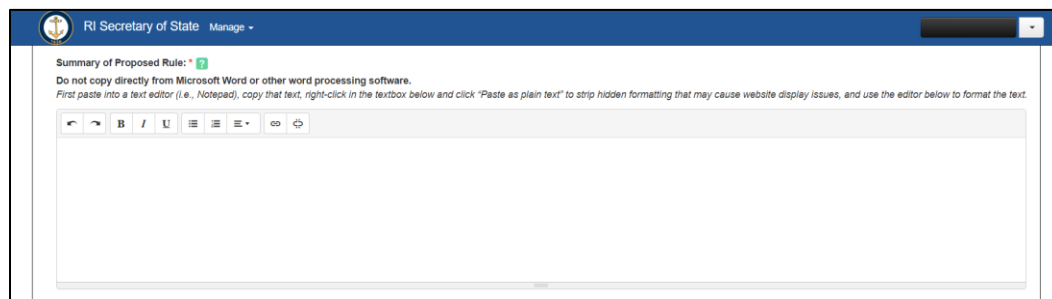 RI Secretary of State Manage
Summary of Proposed Rule: * ?
Do not copy directly from Microsoft Word or other word processing software.
First paste into a text editor (i.e., Notepad), copy that text, right-click in the textbox below and click "Paste as plain text" to strip hidden formatting that may cause website display issues, and use the editor below to format the text.
B I U